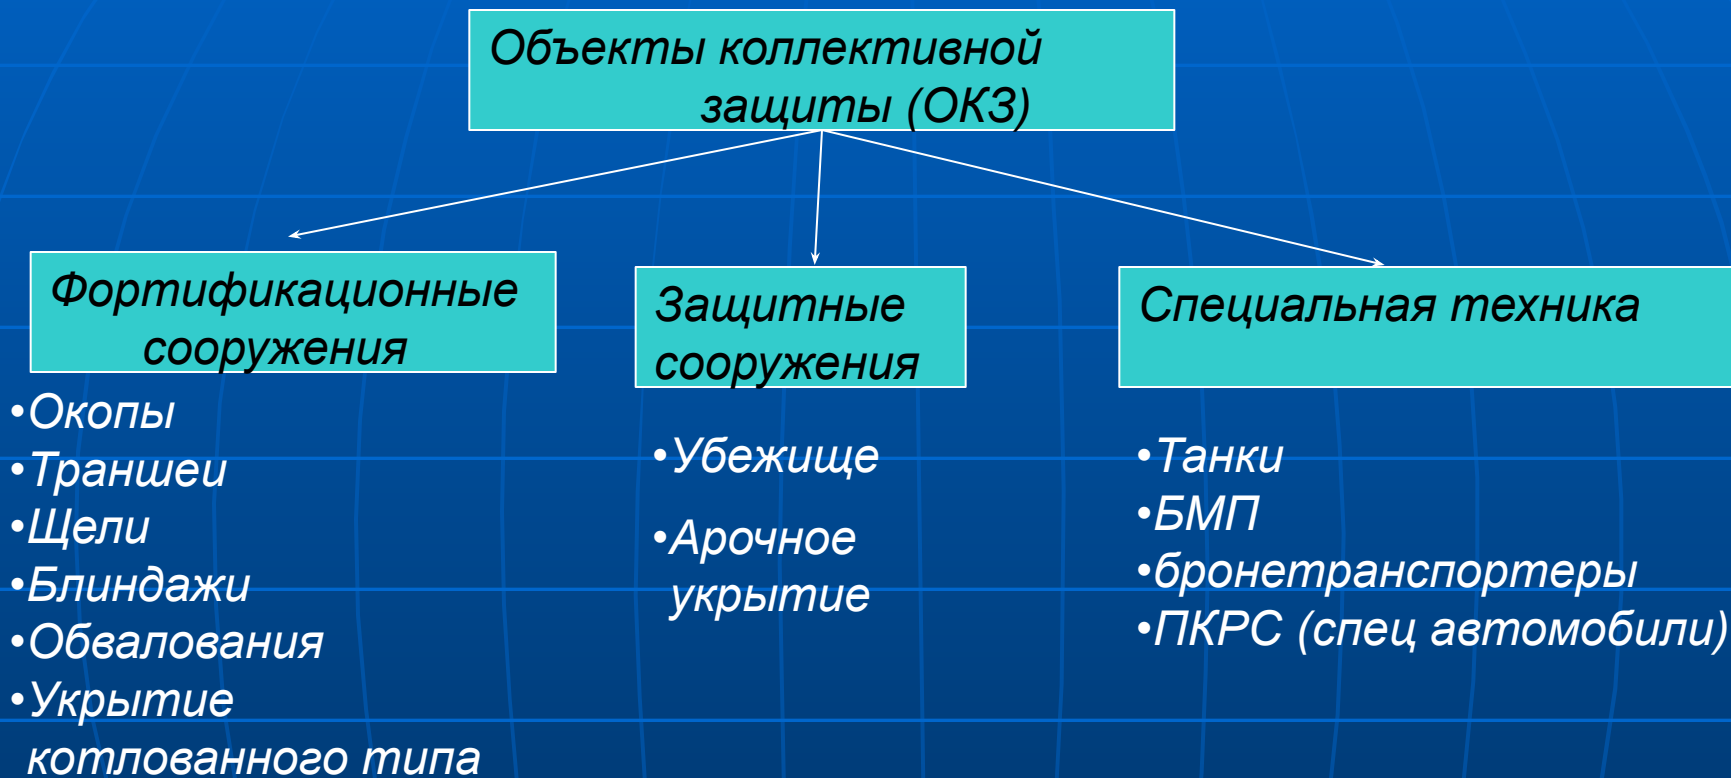 Объекты коллективной
защиты (ОКЗ)
Фортификационные
сооружения
•Окопы
•Траншеи
•Щели
•Блиндажи
•Обвалования
•Укрытие
котлованного типа
Защитные
сооружения
•Убежище
•Арочное
укрытие
Специальная техника
•Танки
•БМП
•бронетранспортеры
•ПКРС (спец автомобили)